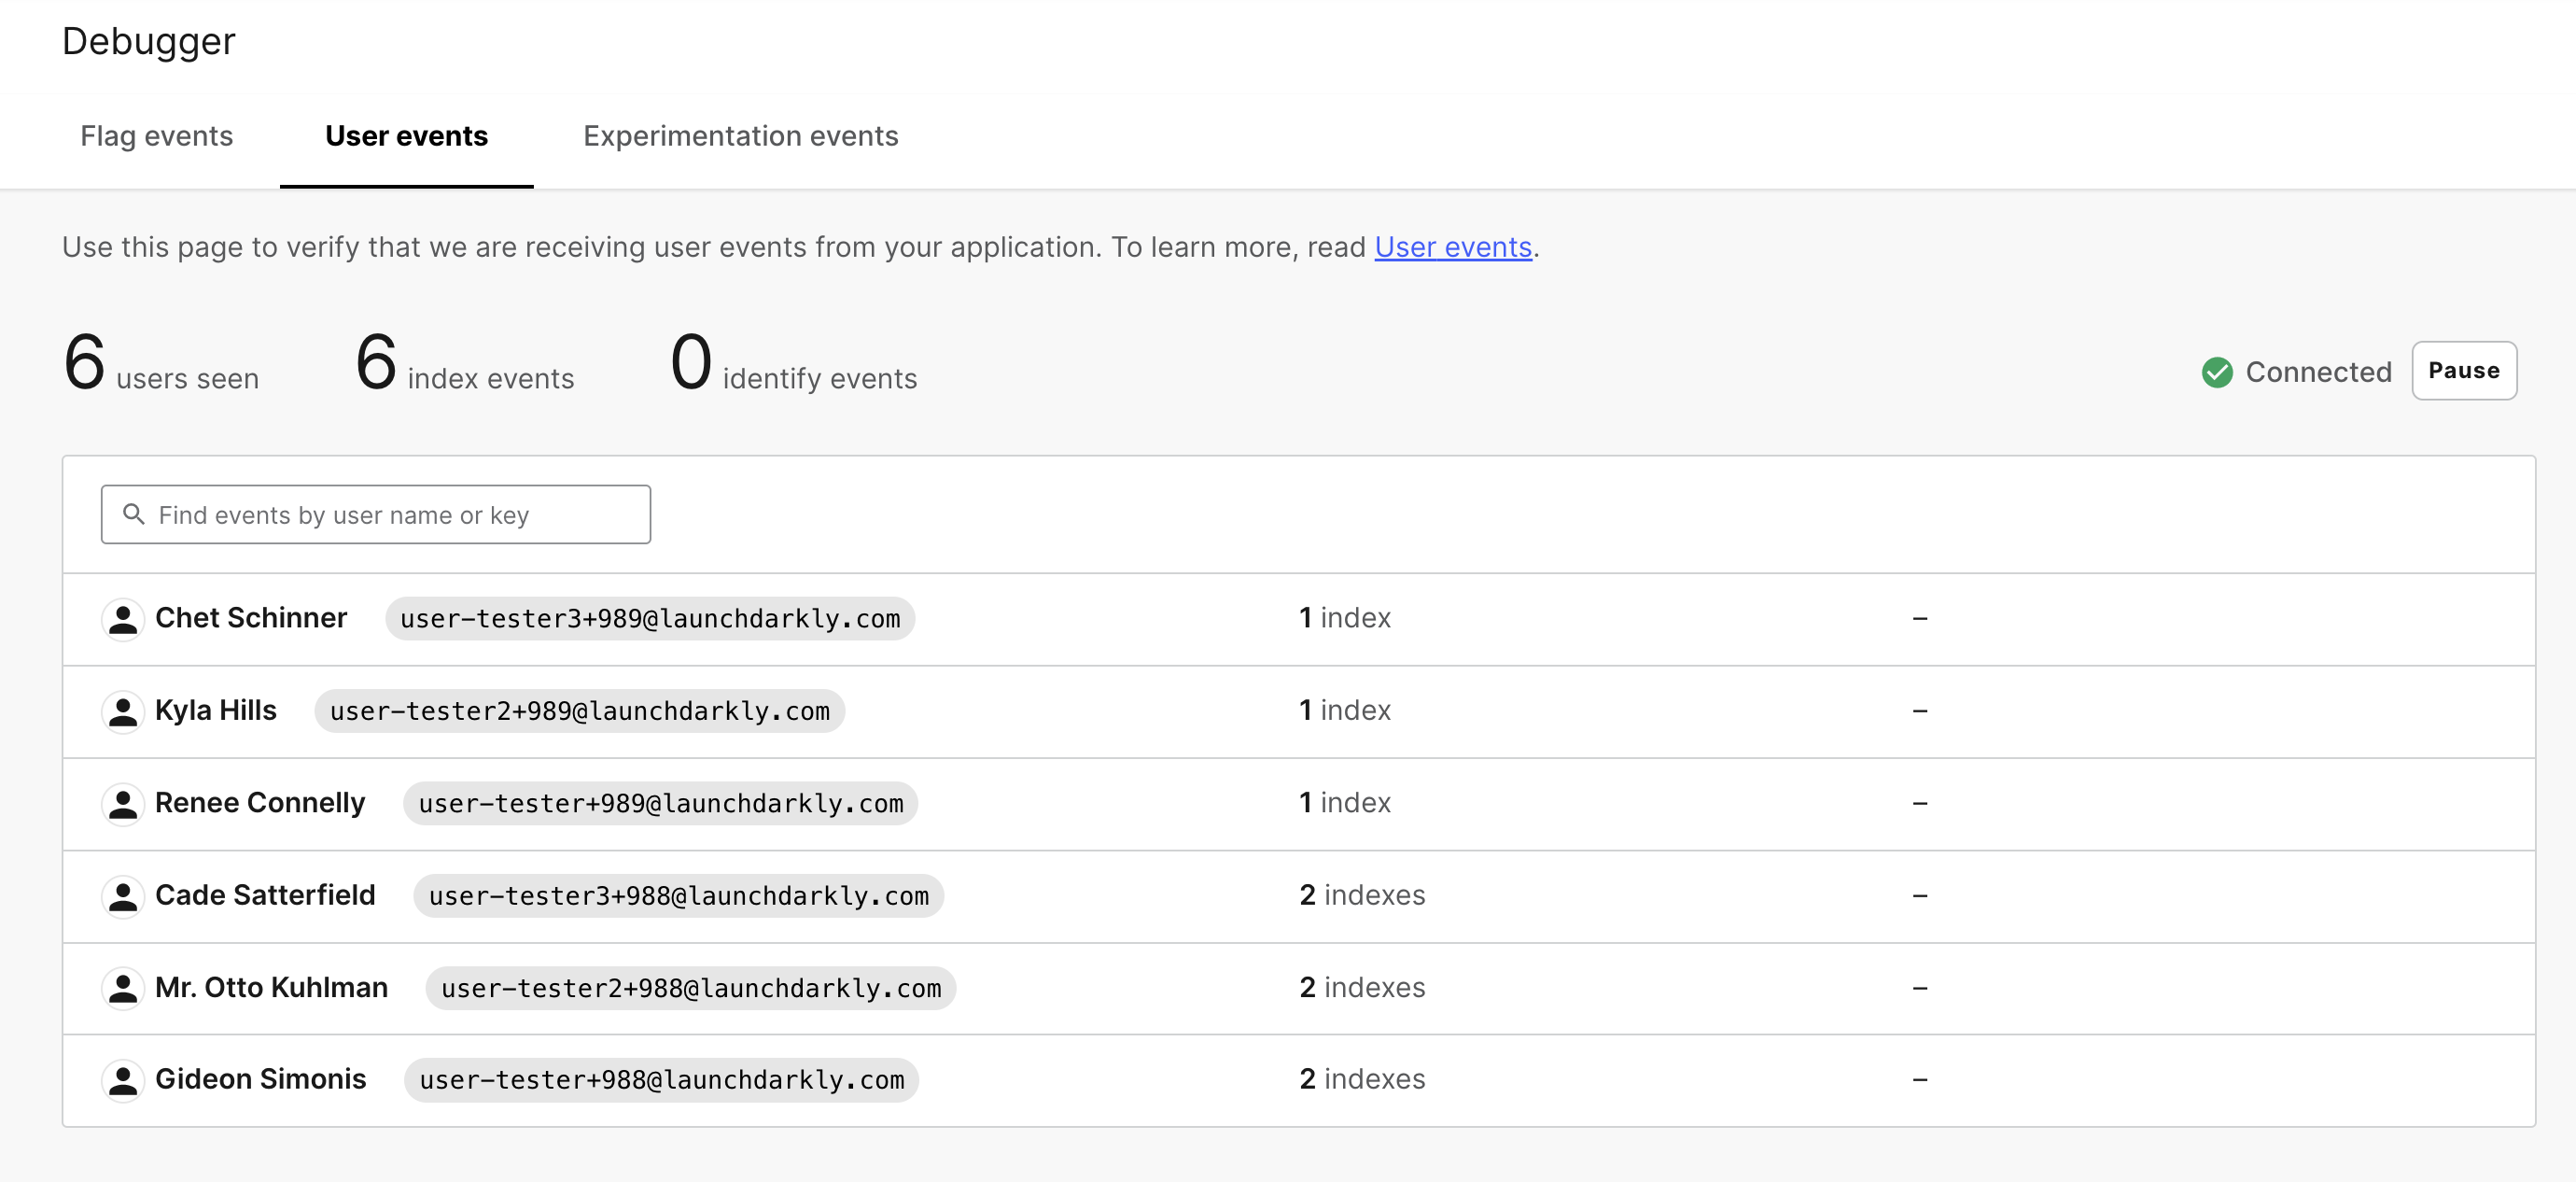 Debugger
Flag events User events Experimentation events
Use this page to verify that we are receiving user events from your application. To learn more, read User events.
6 users seen 6 index events 0 identify events Connected Pause
Find events by user name or key
Chet Schinner user-tester3+989@launchdarkly.com 1 index –
Kyla Hills user-tester2+989@launchdarkly.com 1 index –
Renee Connelly user-tester+989@launchdarkly.com 1 index –
Cade Satterfield user-tester3+988@launchdarkly.com 2 indexes –
Mr. Otto Kuhlman user-tester2+988@launchdarkly.com 2 indexes –
Gideon Simonis user-tester+988@launchdarkly.com 2 indexes –